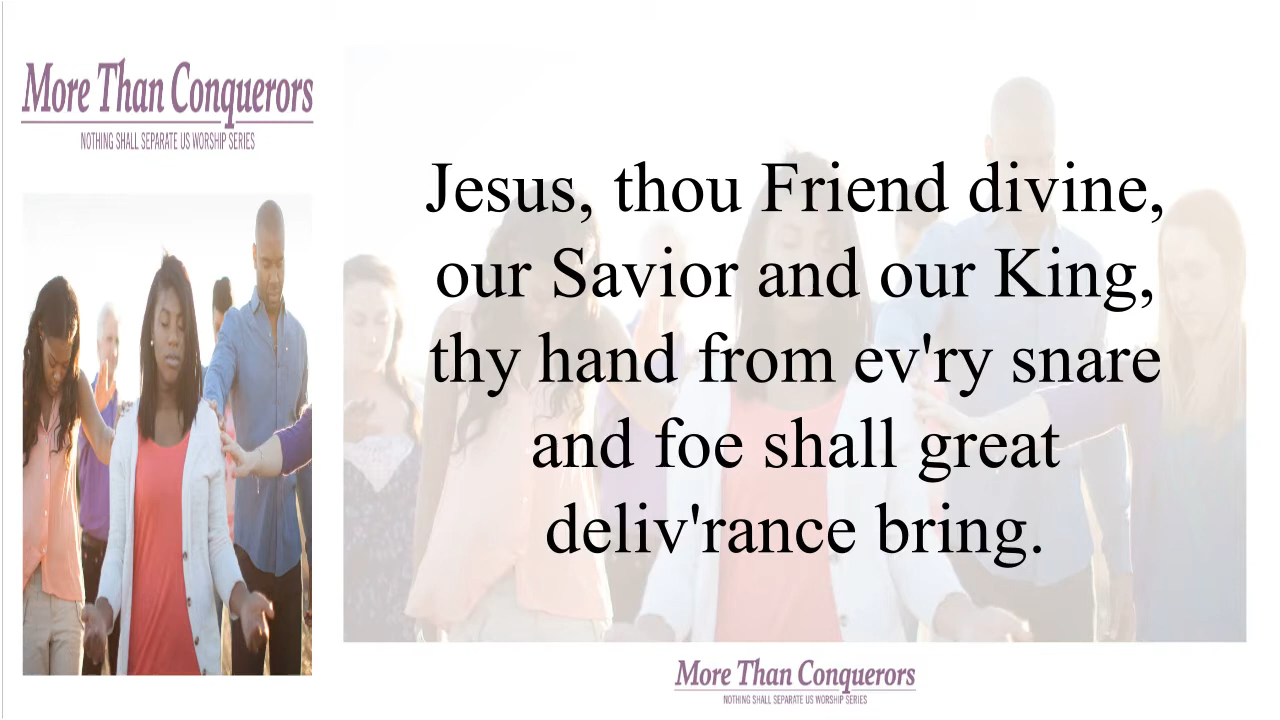 More Than Conquerors
NOTHING SHALL SEPARATE US WORSHIP SERIES
Jesus, thou Friend divine,
our Savior and our King,
thy hand from ev'ry snare
and foe shall great
deliv'rance bring.
More Than Conquerors
NOTHING SHALL SEPARATE US WORSHIP SERIES